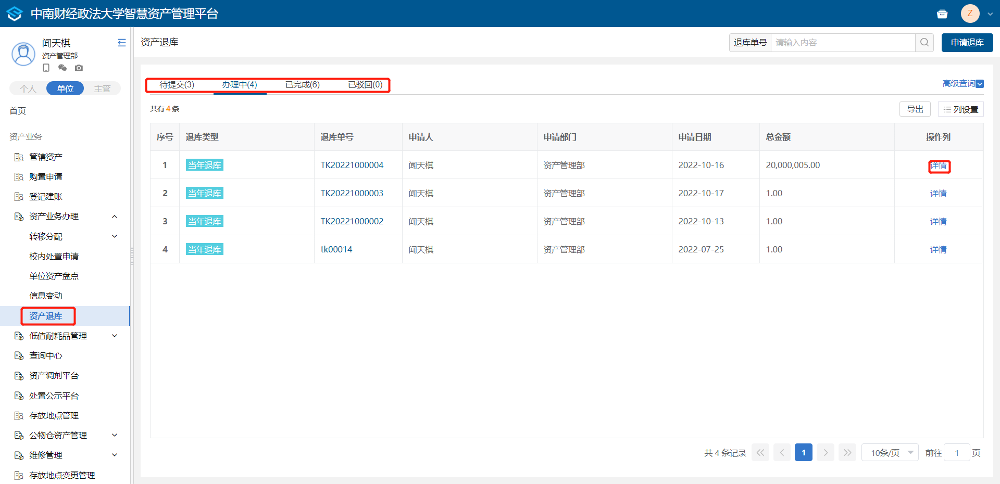 中南财经政法大学智慧资产管理平台
Z
闻天棋
资产管理部
个人 单位 主管
首页
资产业务
管辖资产
购置申请
登记建账
资产业务办理
转移分配
校内处置申请
单位资产盘点
信息变动
资产退库
低值耐耗品管理
查询中心
资产调剂平台
处置公示平台
存放地点管理
公物仓资产管理
维修管理
存放地点变更管理
资产退库
退库单号 请输入内容
申请退库
待提交(3) 办理中(4) 已完成(6) 已驳回(0)
高级查询
共有 4 条
导出 列设置
序号 退库类型 退库单号 申请人 申请部门 申请日期 总金额 操作列
1 当年退库 TK20221000004 闻天棋 资产管理部 2022-10-16 20,000,005.00 详情
2 当年退库 TK20221000003 闻天棋 资产管理部 2022-10-17 1.00 详情
3 当年退库 TK20221000002 闻天棋 资产管理部 2022-10-13 1.00 详情
4 当年退库 tk00014 闻天棋 资产管理部 2022-07-25 1.00 详情
共 4 条记录 1 10条/页 前往 1 页